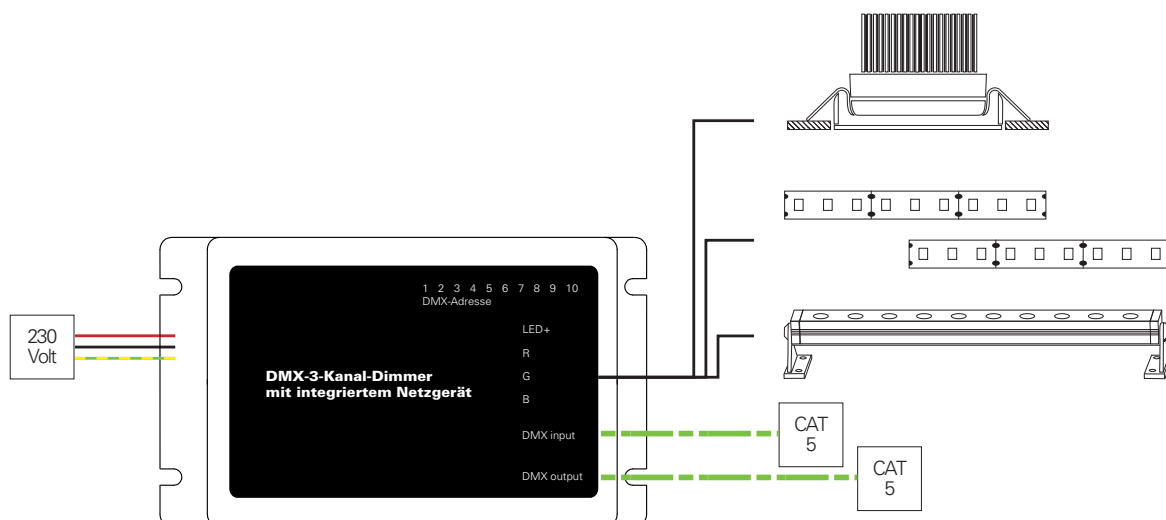 1 2 3 4 5 6 7 8 9 10
DMX-Adresse
LED+
R
G
B
230
Volt
DMX-3-Kanal-Dimmer
mit integriertem Netzgerät
DMX input
DMX output
CAT
5
CAT
5